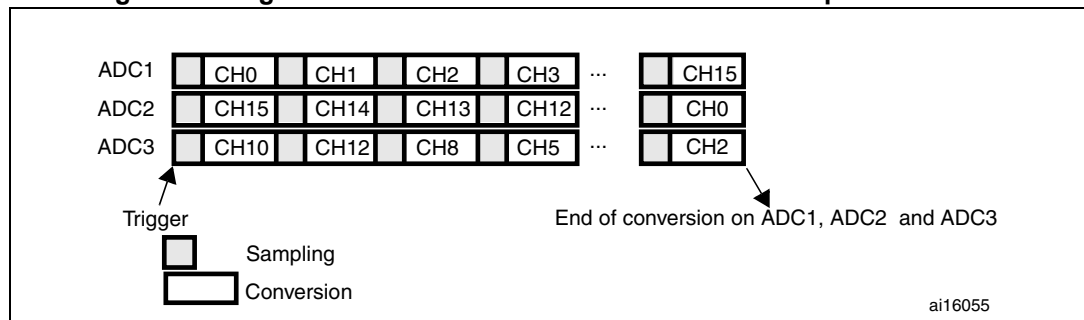 ADC1 CH0 CH1 CH2 CH3 ... CH15
ADC2 CH15 CH14 CH13 CH12 ... CH0
ADC3 CH10 CH12 CH8 CH5 ... CH2
Trigger
End of conversion on ADC1, ADC2 and ADC3
Sampling
Conversion
ai16055